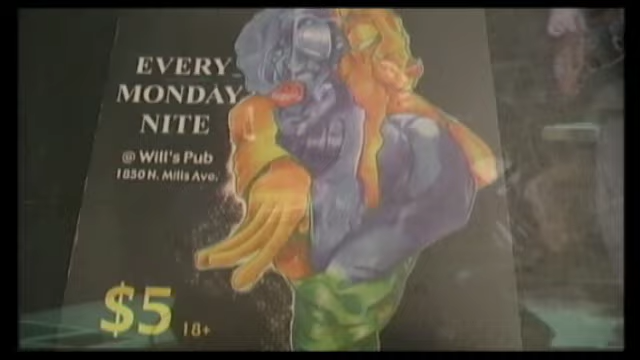 EVERY
MONDAY
NITE
@ Will's Pub
1850 N. Mills Ave.
$5 18+